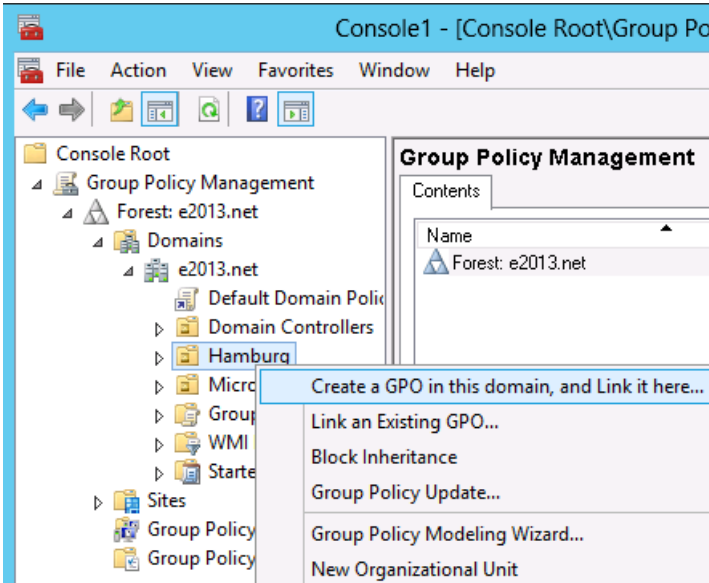 Console1 - [Console Root\Group Po
File Action View Favorites Window Help
Console Root
Group Policy Management
Forest: e2013.net
Domains
e2013.net
Default Domain Polic
Domain Controllers
Hamburg
Micro
Group
WMI
Starte
Sites
Group Policy
Group Policy
Group Policy Management
Contents
Name
Forest: e2013.net
Create a GPO in this domain, and Link it here...
Link an Existing GPO...
Block Inheritance
Group Policy Update...
Group Policy Modeling Wizard...
New Organizational Unit